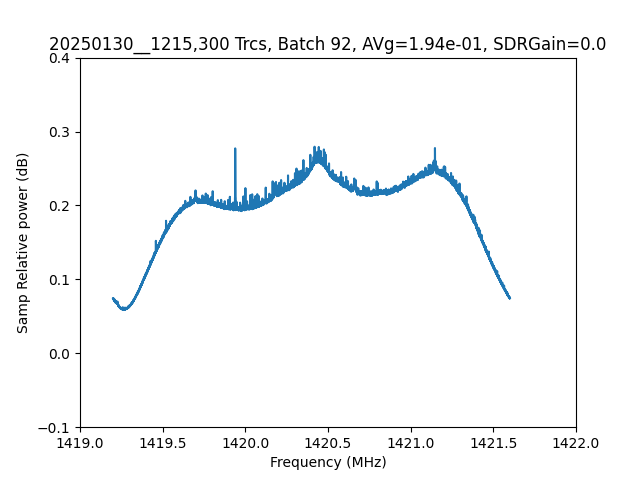 20250130__1215,300 Trcs, Batch 92, AVg=1.94e-01, SDRGain=0.0
0.4
0.3
0.2
0.1
0.0
−0.1
Samp Relative power (dB)
1419.0 1419.5 1420.0 1420.5 1421.0 1421.5 1422.0
Frequency (MHz)